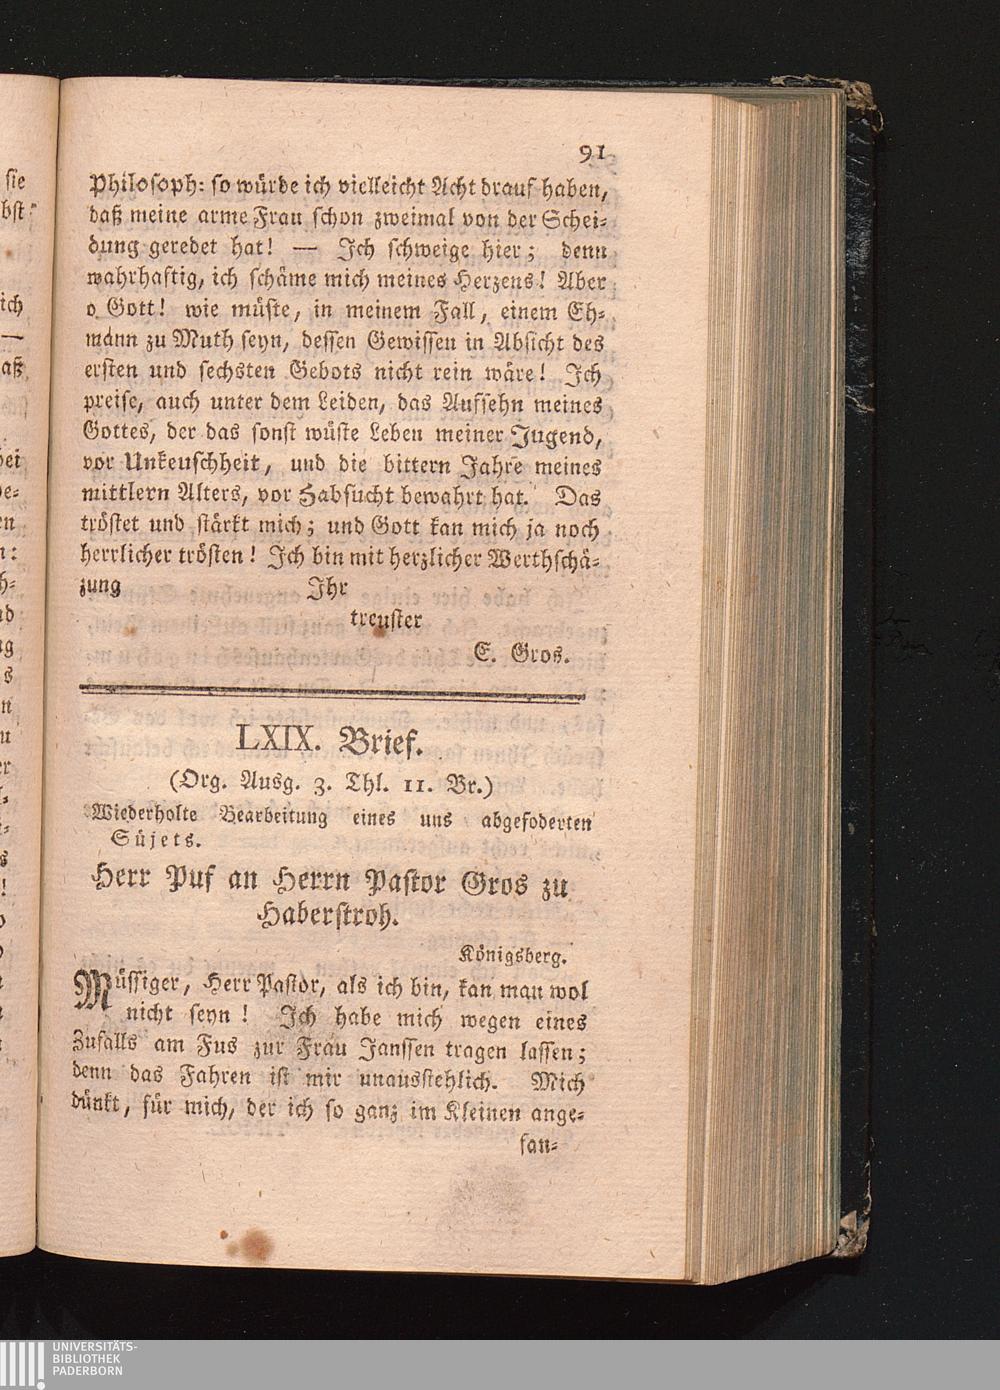 91
Philosoph: so würde ich vielleicht Acht drauf haben,
daß meine arme Frau schon zweimal von der Schei-
dung geredet hat! — Ich schweige hier; denn
wahrhaftig, ich schäme mich meines Herzens! Aber
o Gott! wie müste, in meinem Fall, einem Eh-
mann zu Muth seyn, dessen Gewissen in Absicht des
ersten und sechsten Gebots nicht rein wäre! Ich
preise, auch unter dem Leiden, das Aufsehn meines
Gottes, der das sonst wüste Leben meiner Jugend,
vor Unkeuschheit, und die bittern Jahre meines
mittlern Alters, vor Habsucht bewahrt hat. Das
tröstet und stärkt mich; und Gott kan mich ja noch
herrlicher trösten! Ich bin mit herzlicher Werthschä-
zung Ihr
treuster
E. Gros.
LXIX. Brief.
(Org. Ausg. 3. Thl. 11. Br.)
Wiederholte Bearbeitung eines uns abgefoderten
Süjets.
Herr Puf an Herrn Pastor Gros zu
Haberstroh.
Königsberg.
Müssiger, Herr Pastor, als ich bin, kan man wol
nicht seyn! Ich habe mich wegen eines
Zufalls am Fus zur Frau Janssen tragen lassen;
denn das Fahren ist mir unausstehlich. Mich
dünkt, für mich, der ich so ganz im Kleinen ange-
fan-
sie
bst
ich
—
aß
UNIVERSITÄTS-
BIBLIOTHEK
PADERBORN